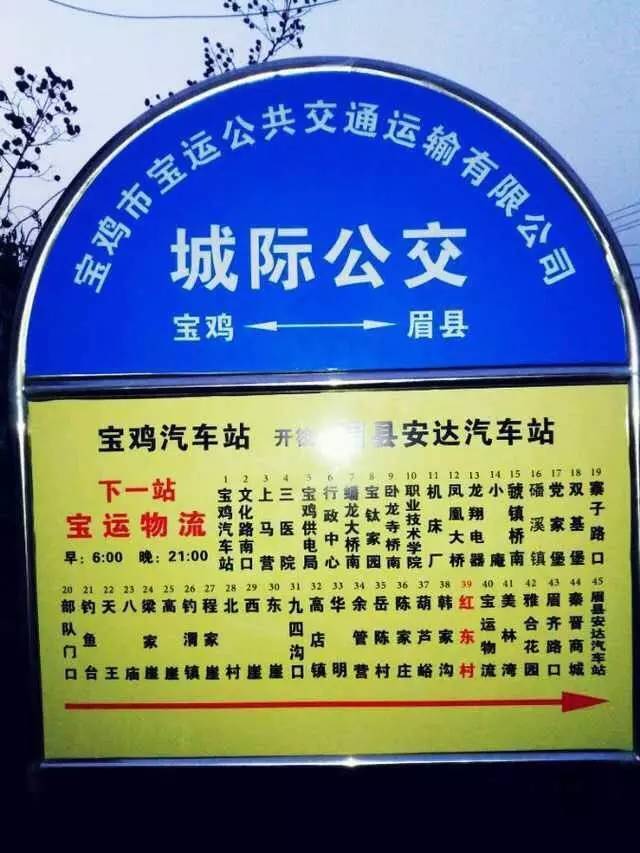 宝鸡市宝运公共交通运输有限公司
城际公交
宝鸡 眉县
宝鸡汽车站 开往 眉县安达汽车站
下一站
宝运物流
早:6:00 晚:21:00
1 宝鸡汽车站
2 文化路南口
3 上马营
4 三医院
5 宝鸡供电局
6 行政中心
7 蟠龙大桥南
8 宝钛家园
9 卧龙寺桥南
10 职业技术学院
11 机床厂
12 凤凰大桥
13 龙翔电器
14 小庵
15 虢镇桥南
16 磻溪镇
17 党家堡
18 双基堡
19 寨子路口
20 部队门口
21 钓鱼台
22 天王
23 八庙
24 梁家崖
25 高崖
26 钓渭镇
27 程家崖
28 北村
29 西崖
30 东崖
31 九四沟口
32 高店镇
33 华明
34 余管营
35 岳陈村
36 陈家庄
37 葫芦峪
38 韩家沟
39 红东村
40 宝运物流
41 美林湾
42 雅合花园
43 眉齐路口
44 秦晋商城
45 眉县安达汽车站